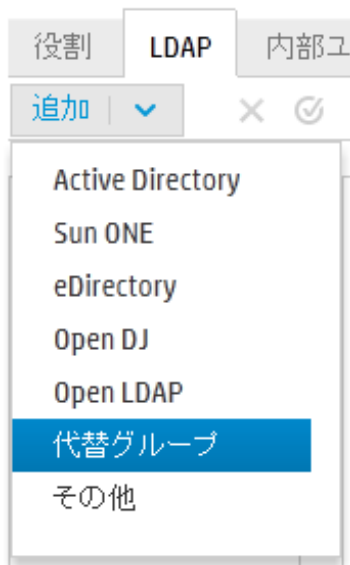 役割 LDAP 内部ユ
追加
Active Directory
Sun ONE
eDirectory
Open DJ
Open LDAP
代替グループ
その他